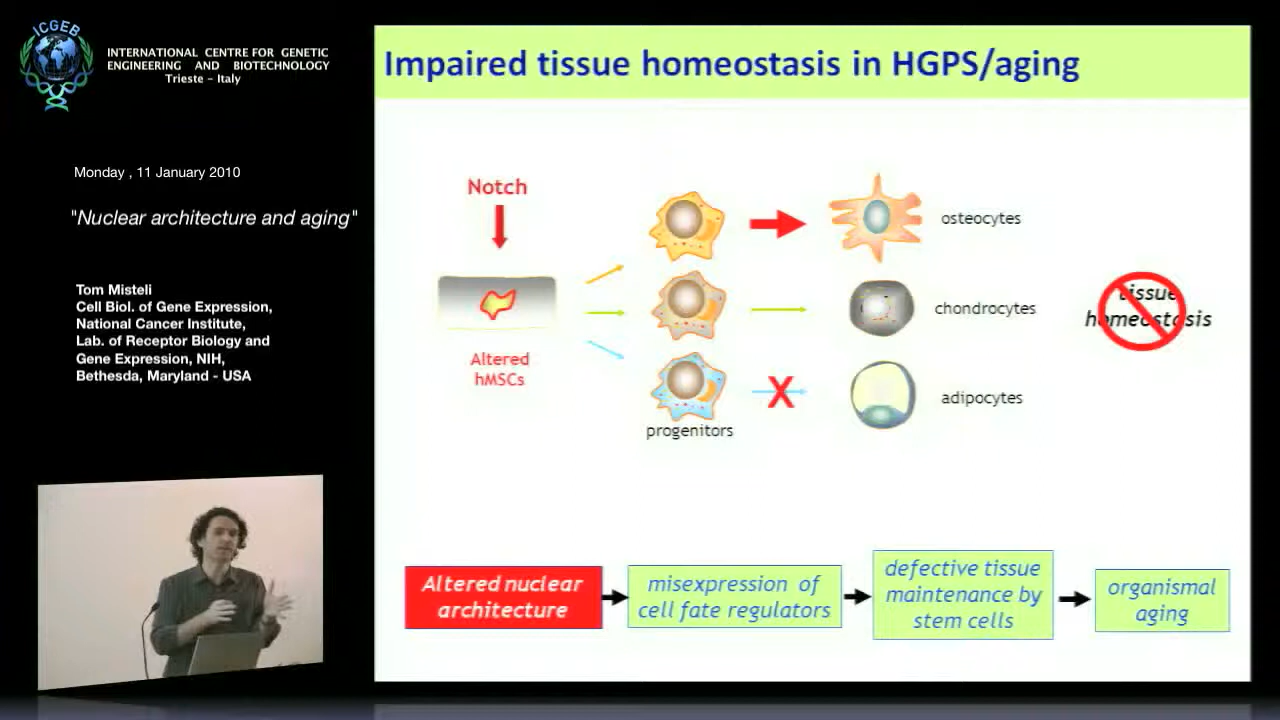 ICGEB
INTERNATIONAL CENTRE FOR GENETIC
ENGINEERING AND BIOTECHNOLOGY
Trieste - Italy
Monday , 11 January 2010
"Nuclear architecture and aging"
Tom Misteli
Cell Biol. of Gene Expression,
National Cancer Institute,
Lab. of Receptor Biology and
Gene Expression, NIH,
Bethesda, Maryland - USA
Impaired tissue homeostasis in HGPS/aging
Notch
Altered
hMSCs
progenitors
osteocytes
chondrocytes
X
adipocytes
tissue
homeostasis
Altered nuclear
architecture
misexpression of
cell fate regulators
defective tissue
maintenance by
stem cells
organismal
aging